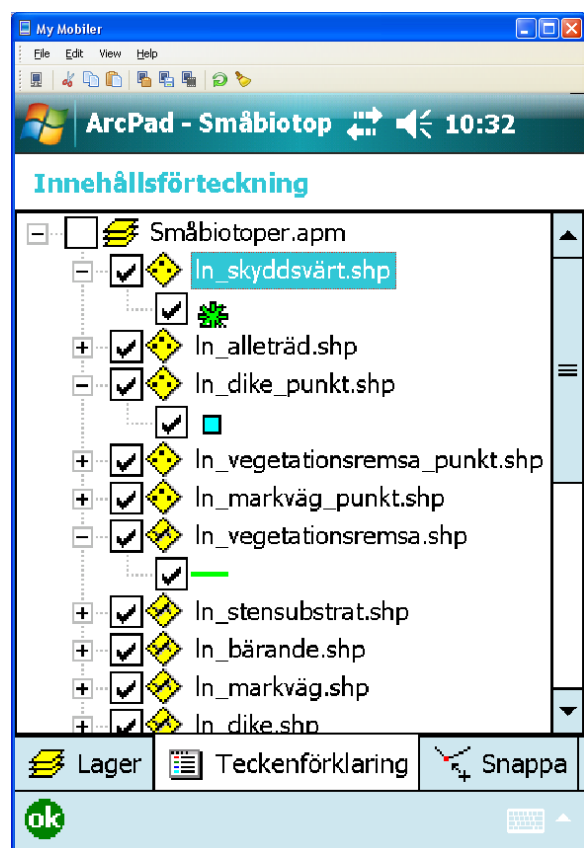 My Mobiler
File Edit View Help
ArcPad - Småbiotop 10:32
Innehållsförteckning
Småbiotoper.apm
ln_skyddsvärt.shp
ln_alleträd.shp
ln_dike_punkt.shp
ln_vegetationsremsa_punkt.shp
ln_markväg_punkt.shp
ln_vegetationsremsa.shp
ln_stensubstrat.shp
ln_bärande.shp
ln_markväg.shp
ln_dike.shp
Lager Teckenförklaring Snappa
ok